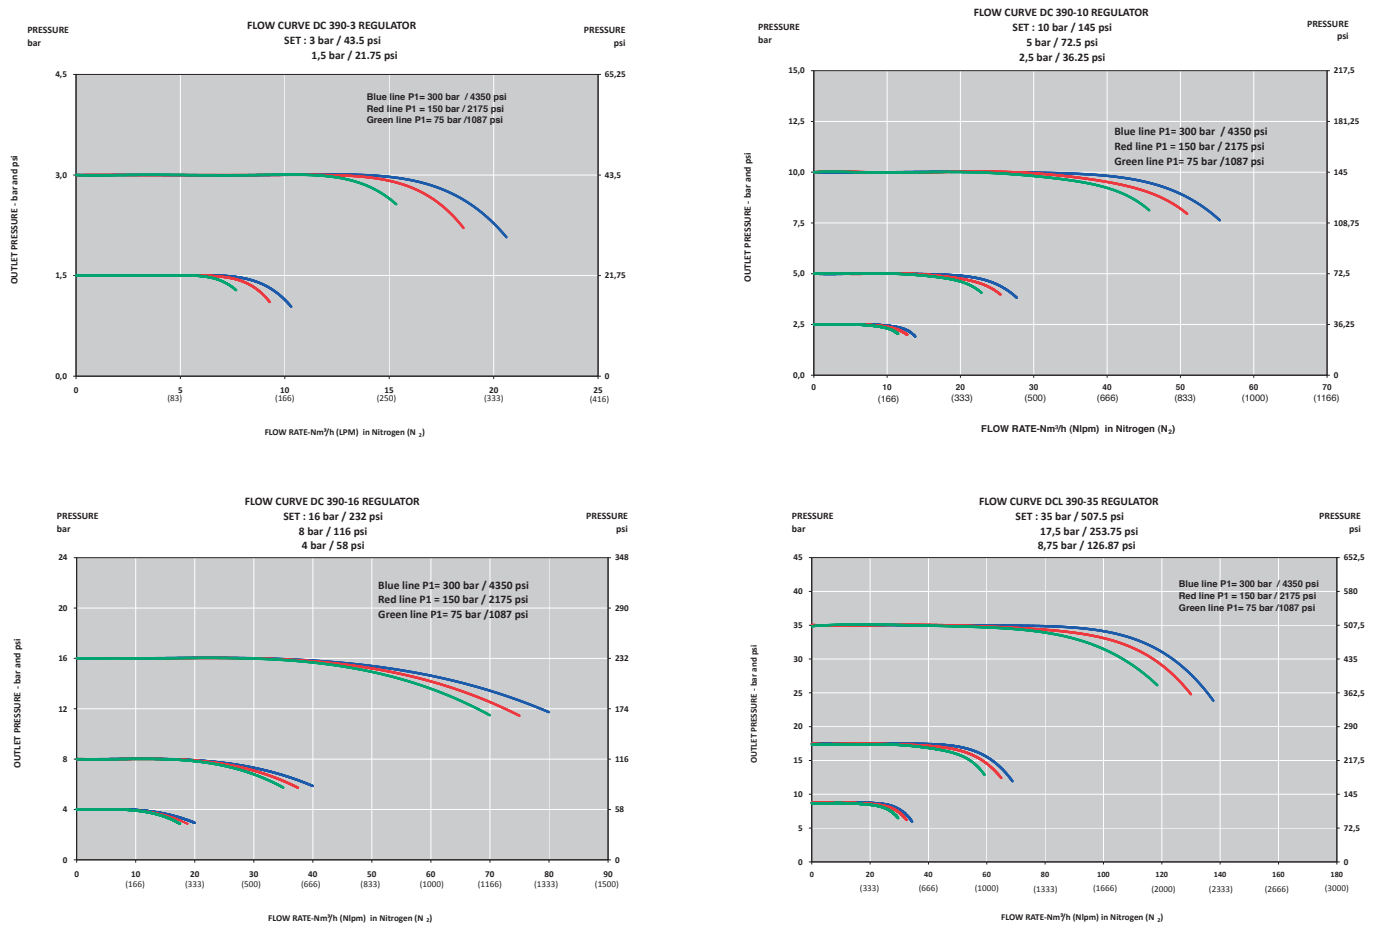 FLOW CURVE DC 390-3 REGULATOR
SET : 3 bar / 43.5 psi
1,5 bar / 21.75 psi
PRESSURE
bar
PRESSURE
psi
Blue line P1= 300 bar / 4350 psi
Red line P1 = 150 bar / 2175 psi
Green line P1= 75 bar /1087 psi
OUTLET PRESSURE - bar and psi
4,5
3,0
1,5
0,0
65,25
43,5
21,75
0
0 5 10 15 20 25
(83) (166) (250) (333) (416)
FLOW RATE-Nm³/h (LPM) in Nitrogen (N 2)
FLOW CURVE DC 390-10 REGULATOR
SET : 10 bar / 145 psi
5 bar / 72.5 psi
2,5 bar / 36.25 psi
PRESSURE
bar
PRESSURE
psi
Blue line P1= 300 bar / 4350 psi
Red line P1 = 150 bar / 2175 psi
Green line P1= 75 bar /1087 psi
OUTLET PRESSURE - bar and psi
15,0
12,5
10,0
7,5
5,0
2,5
0,0
217,5
181,25
145
108,75
72,5
36,25
0
0 10 20 30 40 50 60 70
(166) (333) (500) (666) (833) (1000) (1166)
FLOW RATE-Nm³/h (Nlpm) in Nitrogen (N2)
FLOW CURVE DC 390-16 REGULATOR
SET : 16 bar / 232 psi
8 bar / 116 psi
4 bar / 58 psi
PRESSURE
bar
PRESSURE
psi
Blue line P1= 300 bar / 4350 psi
Red line P1 = 150 bar / 2175 psi
Green line P1= 75 bar /1087 psi
OUTLET PRESSURE - bar and psi
24
20
16
12
8
4
0
348
290
232
174
116
58
0
0 10 20 30 40 50 60 70 80 90
(166) (333) (500) (666) (833) (1000) (1166) (1333) (1500)
FLOW RATE-Nm³/h (Nlpm) in Nitrogen (N 2)
FLOW CURVE DCL 390-35 REGULATOR
SET : 35 bar / 507.5 psi
17,5 bar / 253.75 psi
8,75 bar / 126.87 psi
PRESSURE
bar
PRESSURE
psi
Blue line P1= 300 bar / 4350 psi
Red line P1 = 150 bar / 2175 psi
Green line P1= 75 bar /1087 psi
OUTLET PRESSURE - bar and psi
45
40
35
30
25
20
15
10
5
0
652,5
580
507,5
435
362,5
290
217,5
145
72,5
0
0 20 40 60 80 100 120 140 160 180
(333) (666) (1000) (1333) (1666) (2000) (2333) (2666) (3000)
FLOW RATE-Nm³/h (Nlpm) in Nitrogen (N 2)